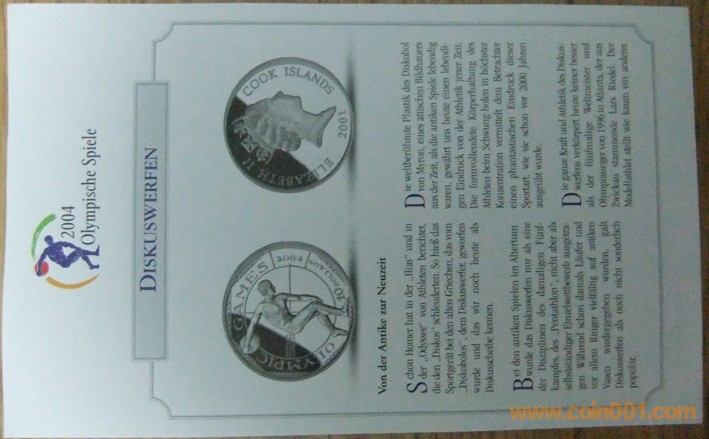 2004
Olympische Spiele
DISKUSWERFEN
OLYMPIC GAMES
2004
10 DOLLARS
COOK ISLANDS
ELIZABETH II
2001
Von der Antike zur Neuzeit
Schon Homer hat in der „Ilias" und in
der „Odyssee" von Athleten berichtet,
die den „Diskos" schleuderten. So hieß das
Sportgerät bei den alten Griechen, das vom
„Diskobolos", dem Diskuswerfer, geworfen
wurde und das wir noch heute als
Diskusscheibe kennen.
Bei den antiken Spielen im Altertum
wurde das Diskuswerfen nur als eine
der Disziplinen des damaligen Fünf-
kampfes, des „Pentathlon", nicht aber als
selbstständiger Einzelwettbewerb ausgetra-
gen. Während schon damals Läufer und
vor allem Ringer vielfältig auf antiken
Vasen wiedergegeben wurden, galt
Diskuswerfen als noch nicht sonderlich
populär.
Die weltberühmte Plastik des Diskobol
von Myron, eines attischen Bildhauers
aus der Zeit, als die antiken Spiele lebendig
waren, gewährt uns heute einen lebendi-
gen Eindruck von der Athletik jener Zeit.
Die formvollendete Körperhaltung des
Athleten beim Schwung holen in höchster
Konzentration vermittelt dem Betrachter
einen phantastischen Eindruck dieser
Sportart, wie sie schon vor 2000 Jahren
ausgeübt wurde.
Die ganze Kraft und Athletik des Diskus-
werfens verkörpert heute keiner besser
als der fünfmalige Weltmeister und
Olympiasieger von 1996 in Atlanta, der aus
Zwickau stammende Lars Riedel. Der
Modellathlet stellt wie kaum ein anderer
www.coin001.com